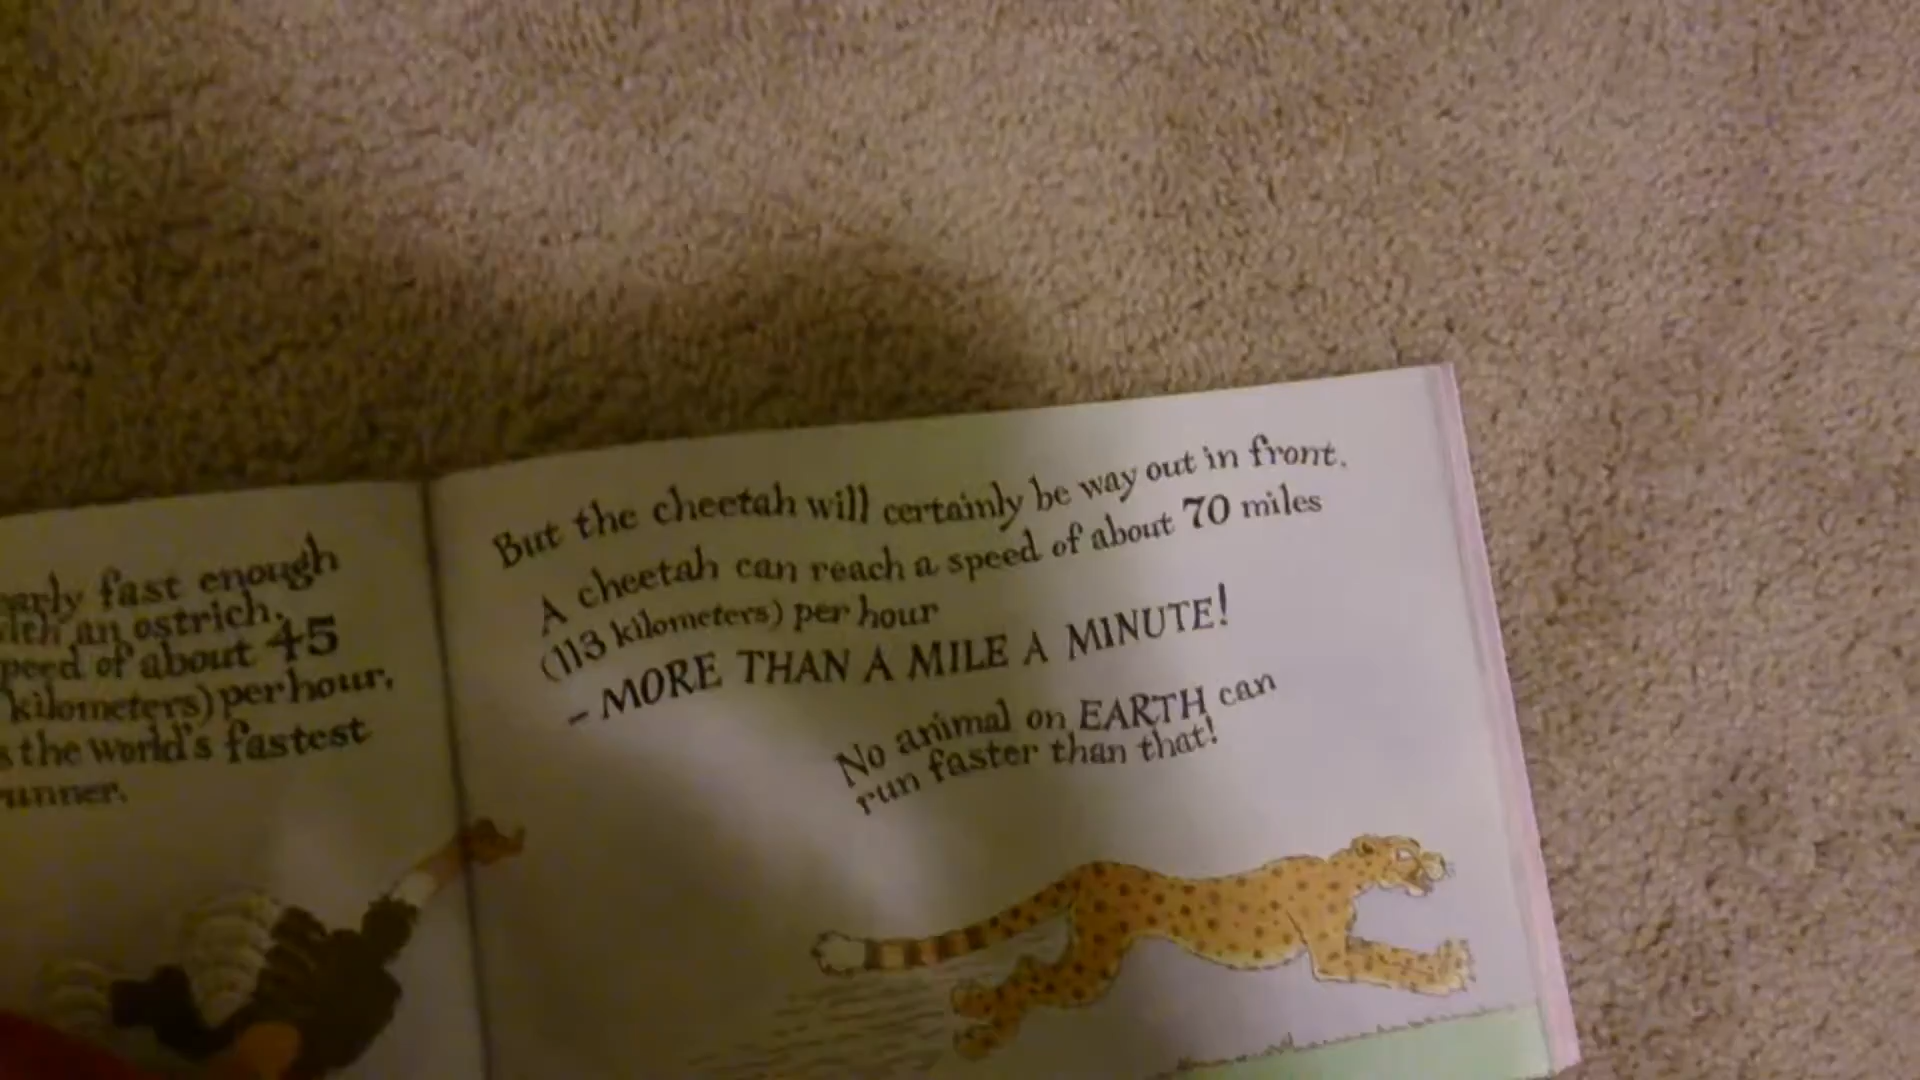 fast enough
an ostrich.
of about 45
kilometers) per hour,
the world's fastest
But the cheetah will certainly be way out in front.
A cheetah can reach a speed of about 70 miles
(113 kilometers) per hour
– MORE THAN A MILE A MINUTE!
No animal on EARTH can
run faster than that!